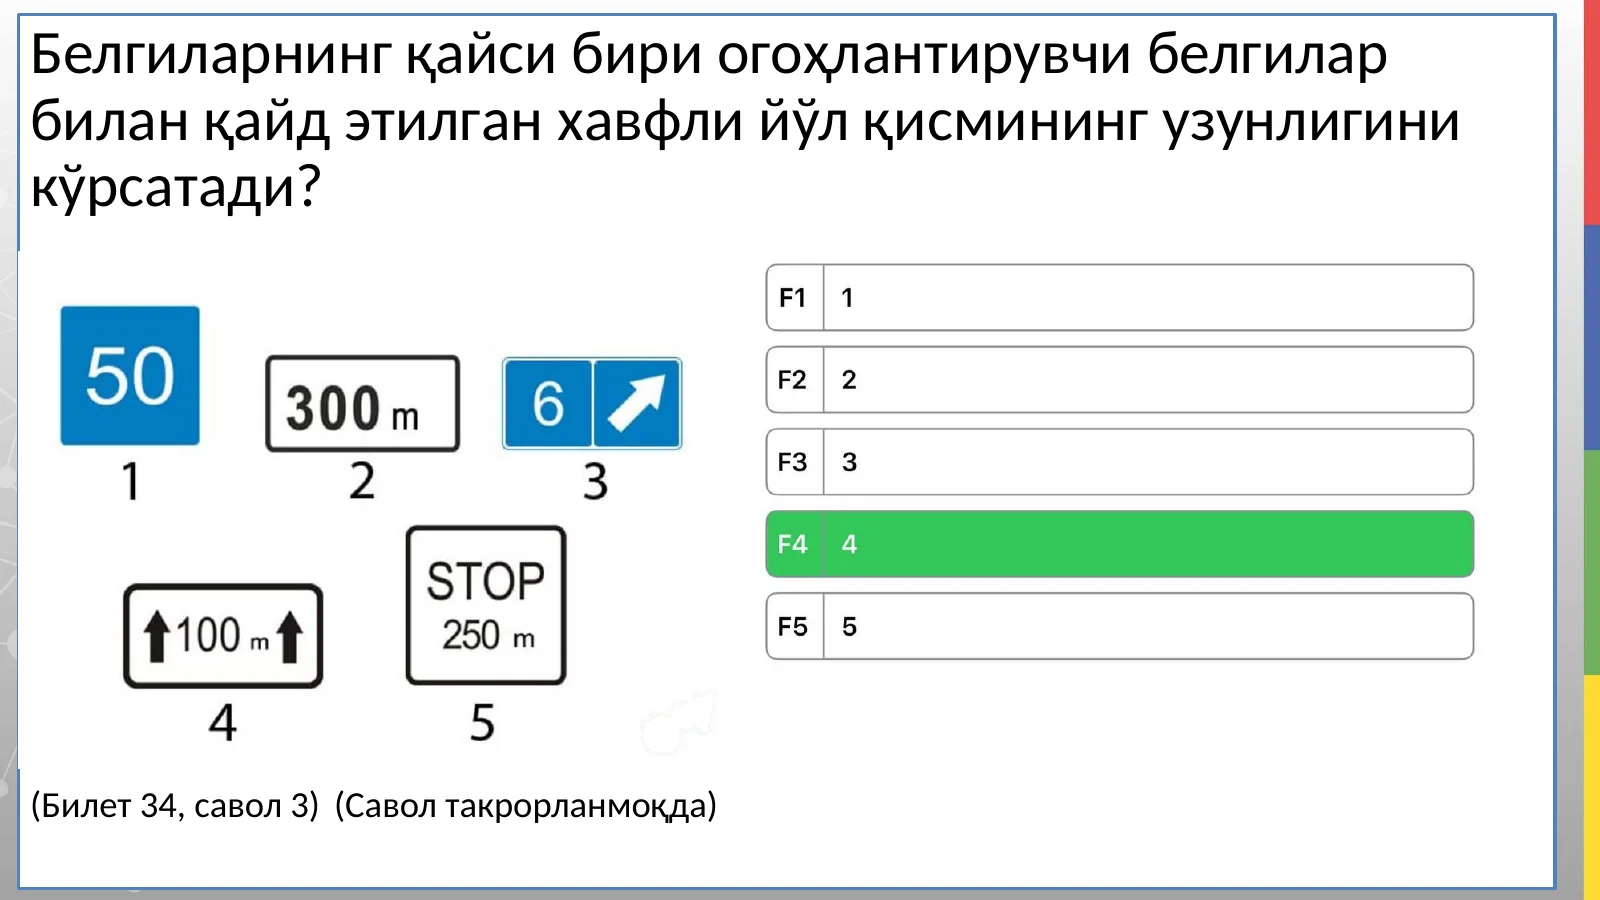 Белгиларнинг қайси бири огоҳлантирувчи белгилар
билан қайд этилган хавфли йўл қисмининг узунлигини
кўрсатади?
50
1
300 m
2
6
3
100 m
4
STOP
250 m
5
F1 1
F2 2
F3 3
F4 4
F5 5
(Билет 34, савол 3) (Савол такрорланмоқда)